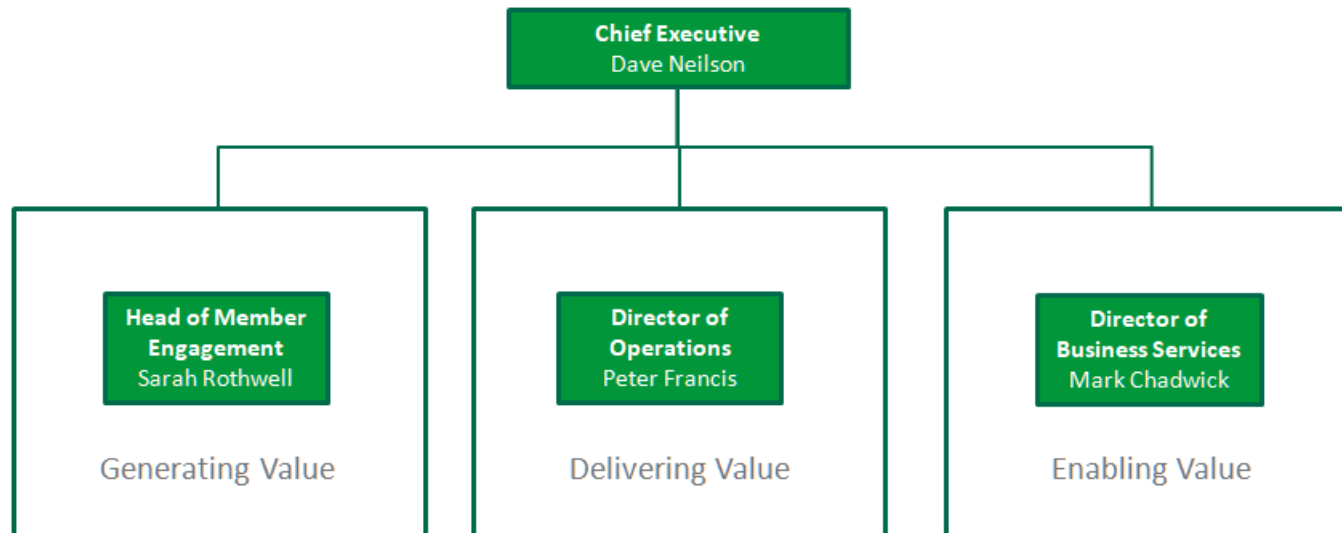 Chief Executive
Dave Neilson
Head of Member
Engagement
Sarah Rothwell
Generating Value
Director of
Operations
Peter Francis
Delivering Value
Director of
Business Services
Mark Chadwick
Enabling Value